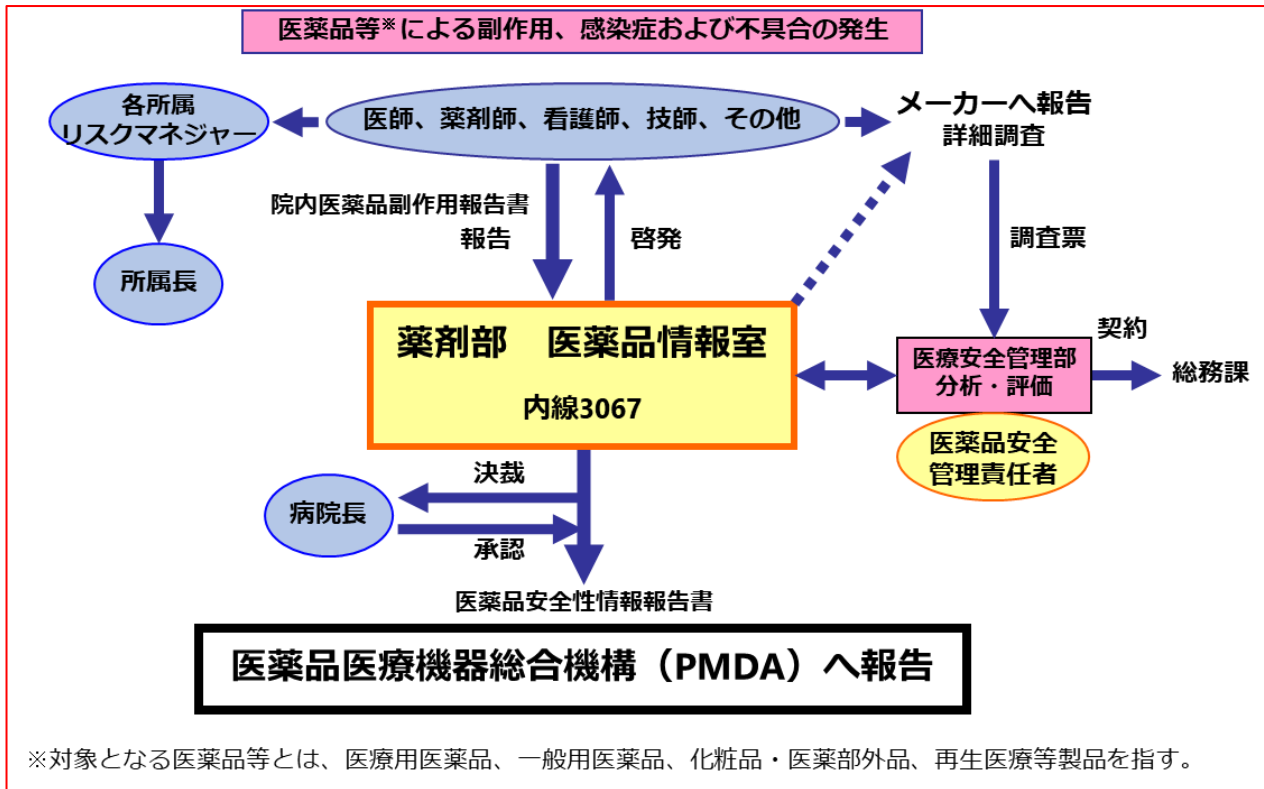 医薬品等※による副作用、感染症および不具合の発生
各所属
リスクマネジャー
医師、薬剤師、看護師、技師、その他
メーカーへ報告
詳細調査
院内医薬品副作用報告書
報告
啓発
調査票
所属長
薬剤部　医薬品情報室
内線3067
医療安全管理部
分析・評価
契約
総務課
医薬品安全
管理責任者
決裁
病院長
承認
医薬品安全性情報報告書
医薬品医療機器総合機構（PMDA）へ報告
※対象となる医薬品等とは、医療用医薬品、一般用医薬品、化粧品・医薬部外品、再生医療等製品を指す。